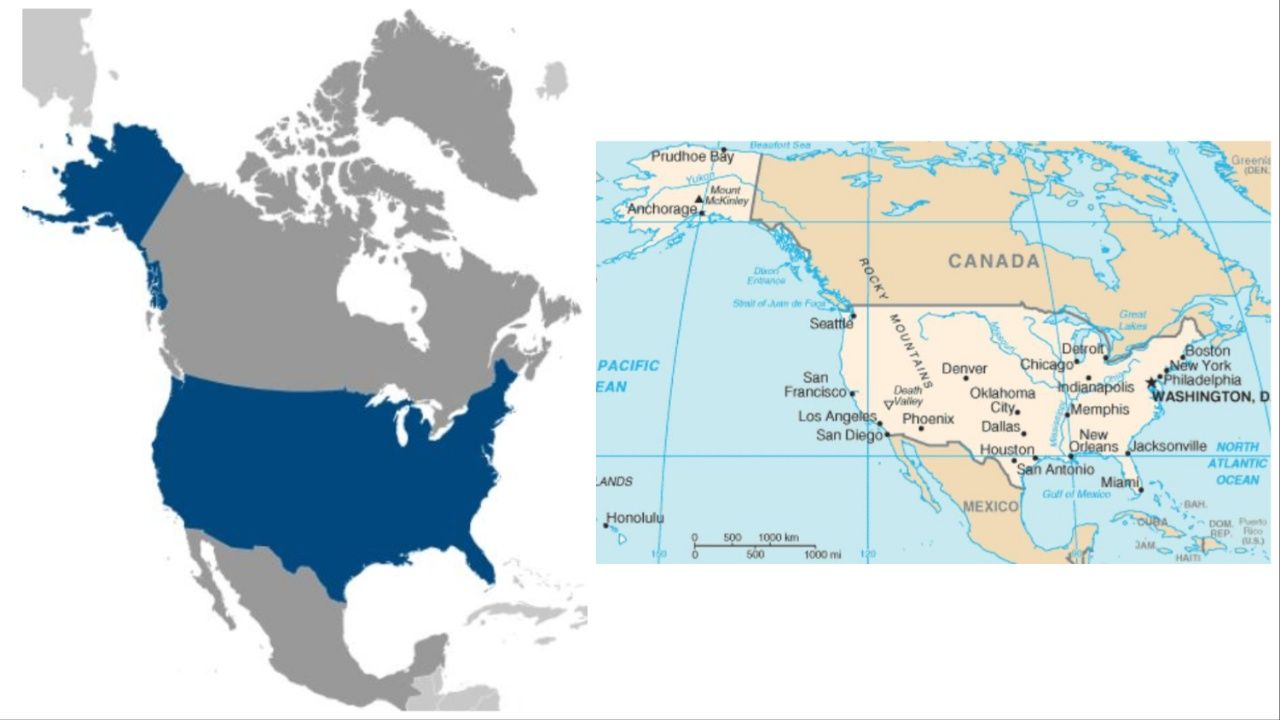 Beaufort Sea
Prudhoe Bay
Yukon
Mount
McKinley
Anchorage
Greenla
(DEN.
CANADA
Dixon
Entrance
ROCKY MOUNTAINS
Strait of Juan de Fuca
Great
Lakes
Seattle
Missouri
Detroit
Boston
Chicago
New York
PACIFIC
EAN
Denver
Philadelphia
San
Francisco
Indianapolis
WASHINGTON, D
Death
Valley
Oklahoma
City
Memphis
Los Angeles
Phoenix
Dallas
Mississippi
San Diego
New
Orleans
Jacksonville
NORTH
ATLANTIC
OCEAN
Houston
San Antonio
Miami
LANDS
Gulf of Mexico
MEXICO
BAH.
Honolulu
CUBA
DOM.
REP.
Puerto
Rico
(U.S.)
JAM.
HAITI
0 500 1000 km
0 500 1000 mi
120